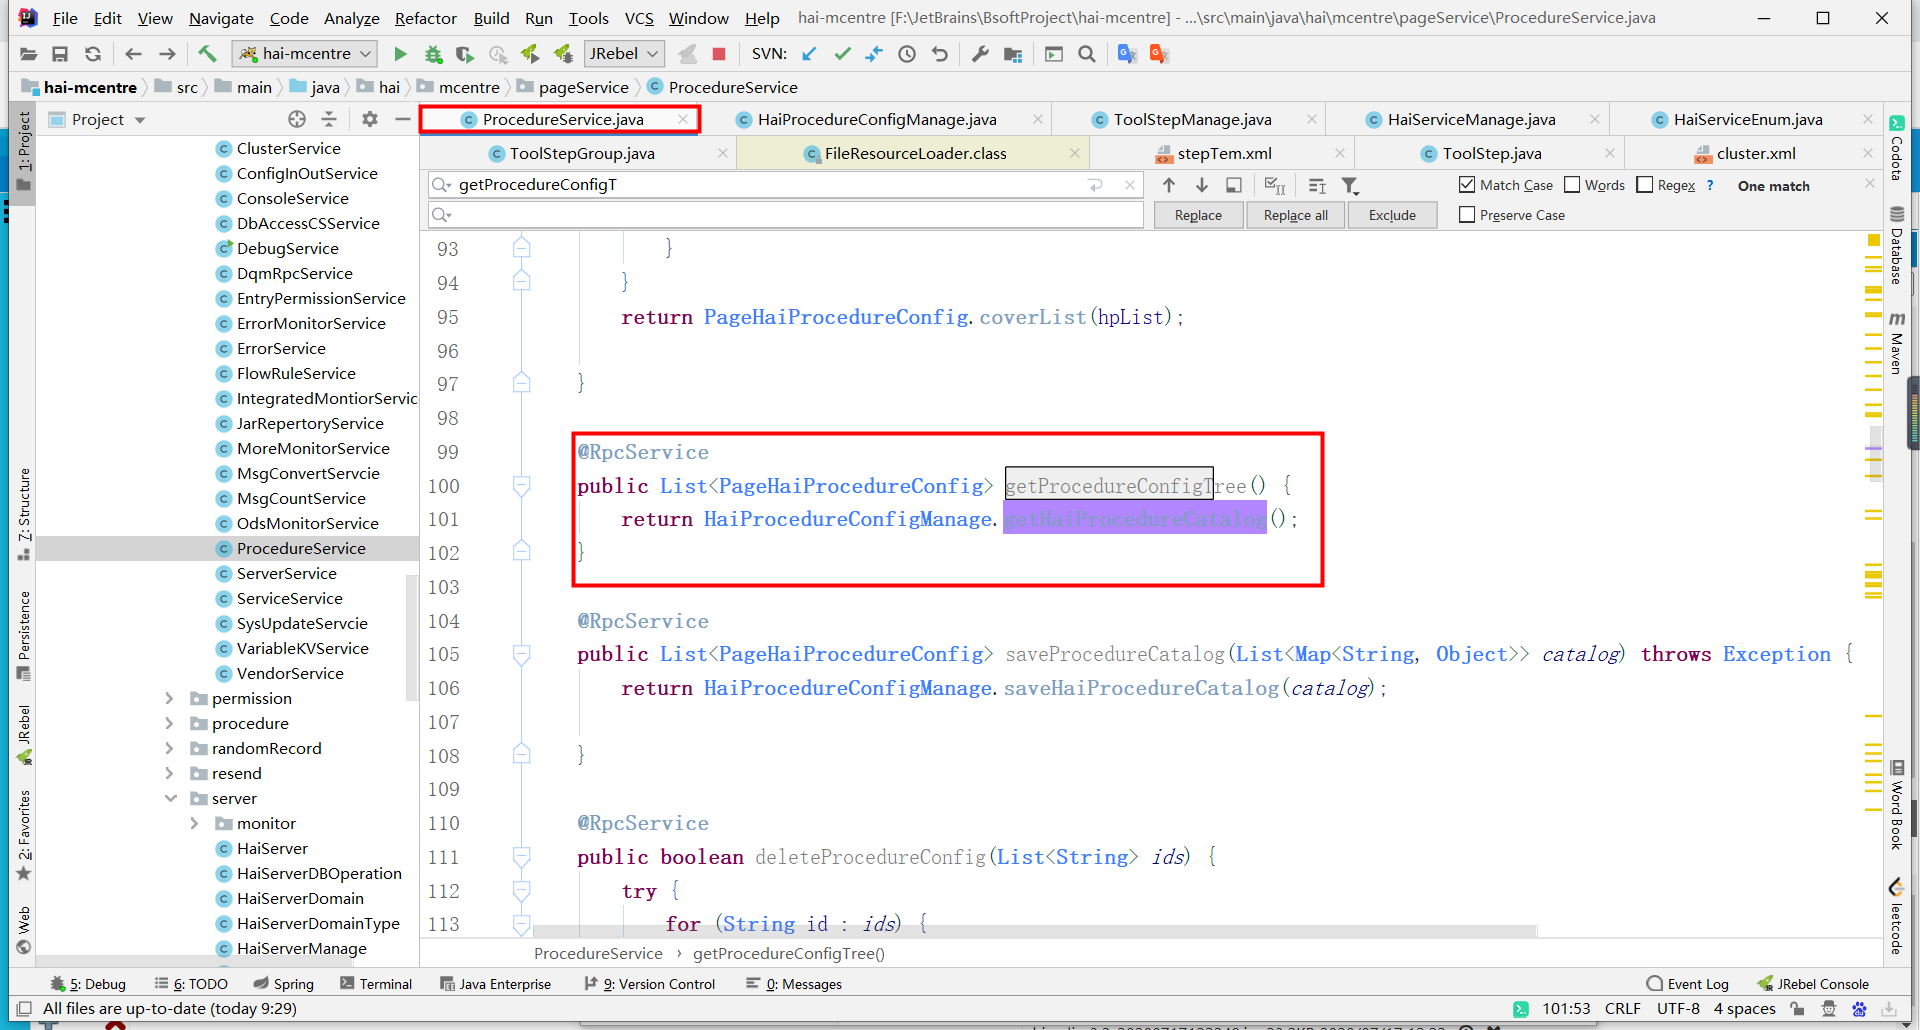 File Edit View Navigate Code Analyze Refactor Build Run Tools VCS Window Help hai-mcentre [F:\JetBrains\BsoftProject\hai-mcentre] - ...\src\main\java\hai\mcentre\pageService\ProcedureService.java
hai-mcentre JRebel SVN:
hai-mcentre src main java hai mcentre pageService ProcedureService
Project
ProcedureService.java HaiProcedureConfigManage.java ToolStepManage.java HaiServiceManage.java HaiServiceEnum.java
ToolStepGroup.java FileResourceLoader.class stepTem.xml ToolStep.java cluster.xml
getProcedureConfigT Match Case Words Regex ? One match
Replace Replace all Exclude Preserve Case
1: Project
Z: Structure
Persistence
JRebel
2: Favorites
Web
ClusterService
ConfigInOutService
ConsoleService
DbAccessCSService
DebugService
DqmRpcService
EntryPermissionService
ErrorMonitorService
ErrorService
FlowRuleService
IntegratedMontiorServic
JarRepertoryService
MoreMonitorService
MsgConvertServcie
MsgCountService
OdsMonitorService
ProcedureService
ServerService
ServiceService
SysUpdateServcie
VariableKVService
VendorService
permission
procedure
randomRecord
resend
server
monitor
HaiServer
HaiServerDBOperation
HaiServerDomain
HaiServerDomainType
HaiServerManage
93 }
94 }
95 return PageHaiProcedureConfig.coverList(hpList);
96
97 }
98
99 @RpcService
100 public List<PageHaiProcedureConfig> getProcedureConfigTree() {
101 return HaiProcedureConfigManage.getHaiProcedureCatalog();
102 }
103
104 @RpcService
105 public List<PageHaiProcedureConfig> saveProcedureCatalog(List<Map<String, Object>> catalog) throws Exception {
106 return HaiProcedureConfigManage.saveHaiProcedureCatalog(catalog);
107
108 }
109
110 @RpcService
111 public boolean deleteProcedureConfig(List<String> ids) {
112 try {
113 for (String id : ids) {
ProcedureService › getProcedureConfigTree()
Codota
Database
m Maven
Word Book
leetcode
5: Debug 6: TODO Spring Terminal Java Enterprise 9: Version Control 0: Messages Event Log JRebel Console
All files are up-to-date (today 9:29) 101:53 CRLF UTF-8 4 spaces